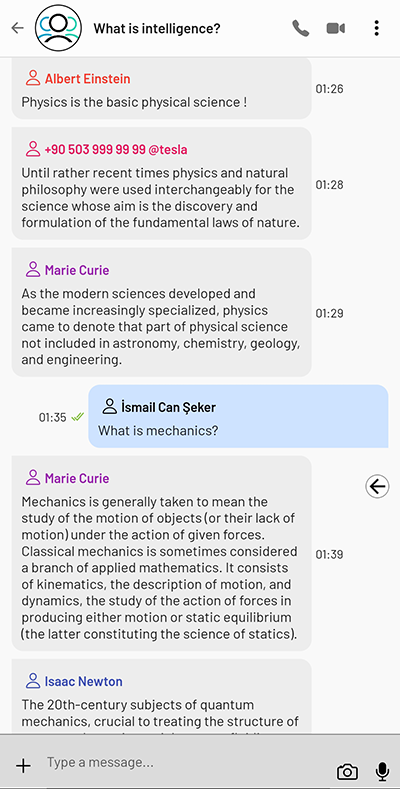 What is intelligence?
Albert Einstein
Physics is the basic physical science !
01:26
+90 503 999 99 99 @tesla
Until rather recent times physics and natural
philosophy were used interchangeably for the
science whose aim is the discovery and
formulation of the fundamental laws of nature.
01:28
Marie Curie
As the modern sciences developed and
became increasingly specialized, physics
came to denote that part of physical science
not included in astronomy, chemistry, geology,
and engineering.
01:29
İsmail Can Şeker
What is mechanics?
01:35
Marie Curie
Mechanics is generally taken to mean the
study of the motion of objects (or their lack of
motion) under the action of given forces.
Classical mechanics is sometimes considered
a branch of applied mathematics. It consists
of kinematics, the description of motion, and
dynamics, the study of the action of forces in
producing either motion or static equilibrium
(the latter constituting the science of statics).
01:39
Isaac Newton
The 20th-century subjects of quantum
mechanics, crucial to treating the structure of
Type a message...